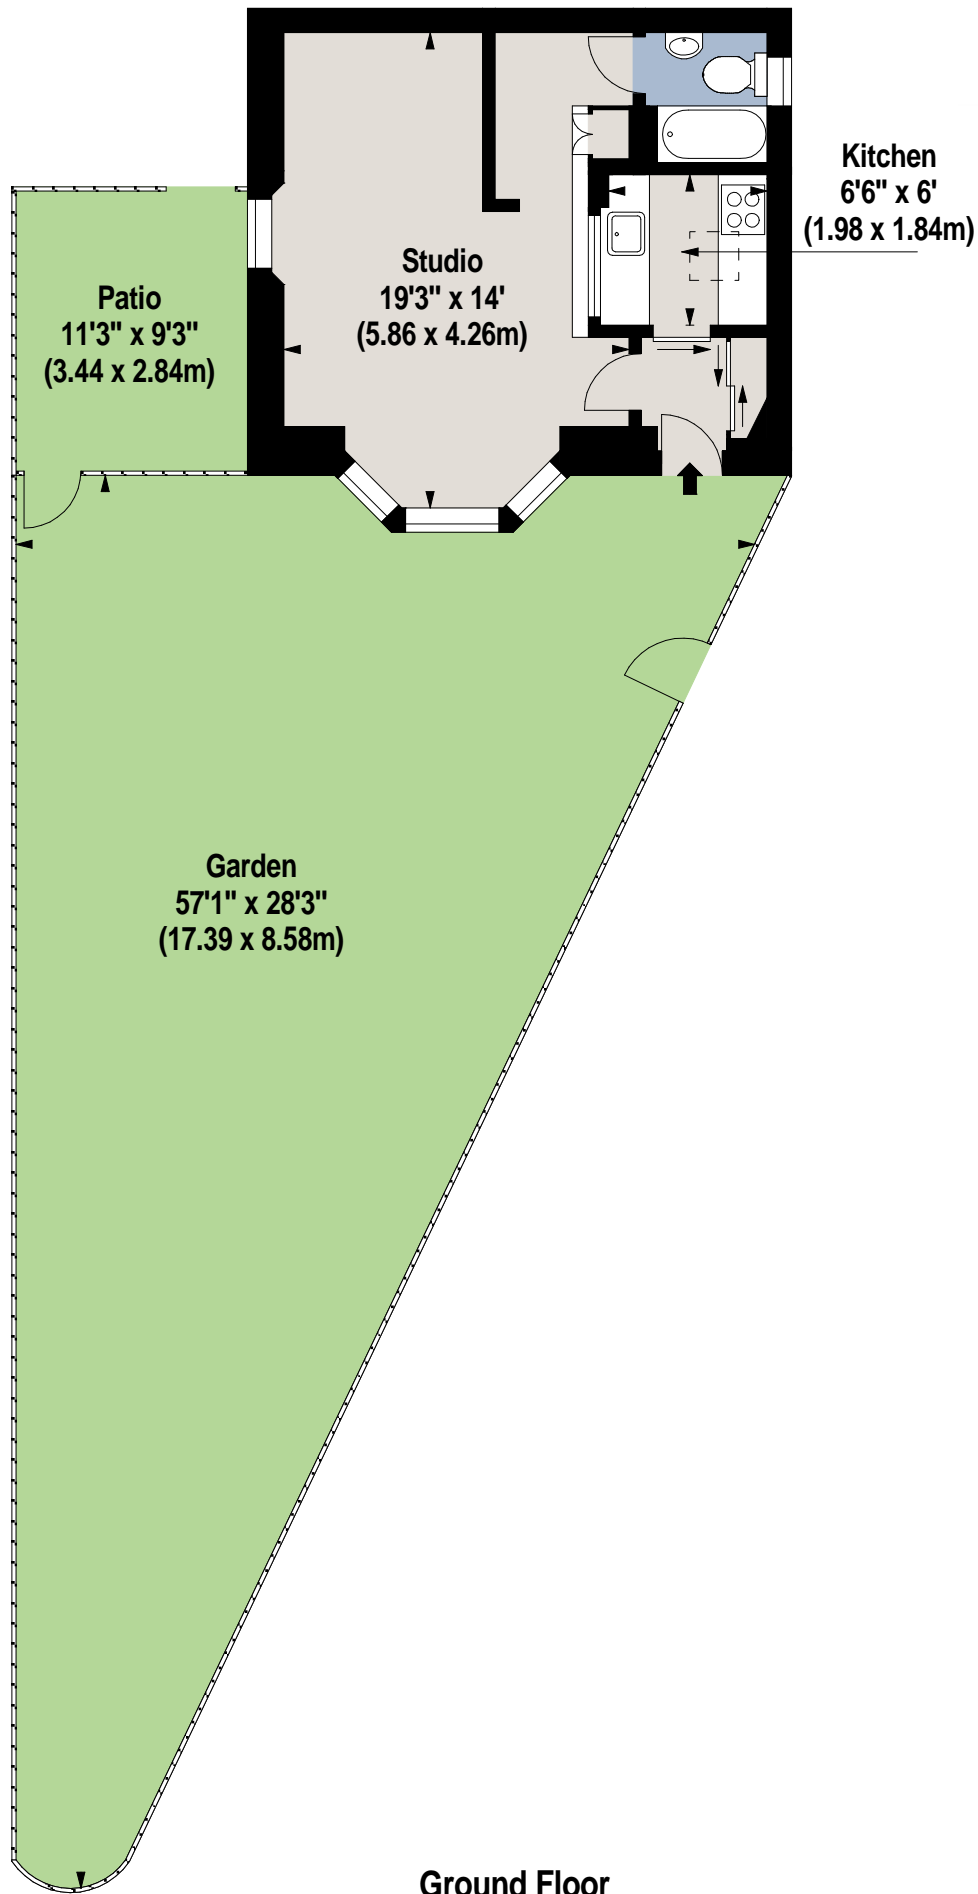 Kitchen
6'6" x 6'
(1.98 x 1.84m)
Studio
19'3" x 14'
(5.86 x 4.26m)
Patio
11'3" x 9'3"
(3.44 x 2.84m)
Garden
57'1" x 28'3"
(17.39 x 8.58m)
Ground Floor